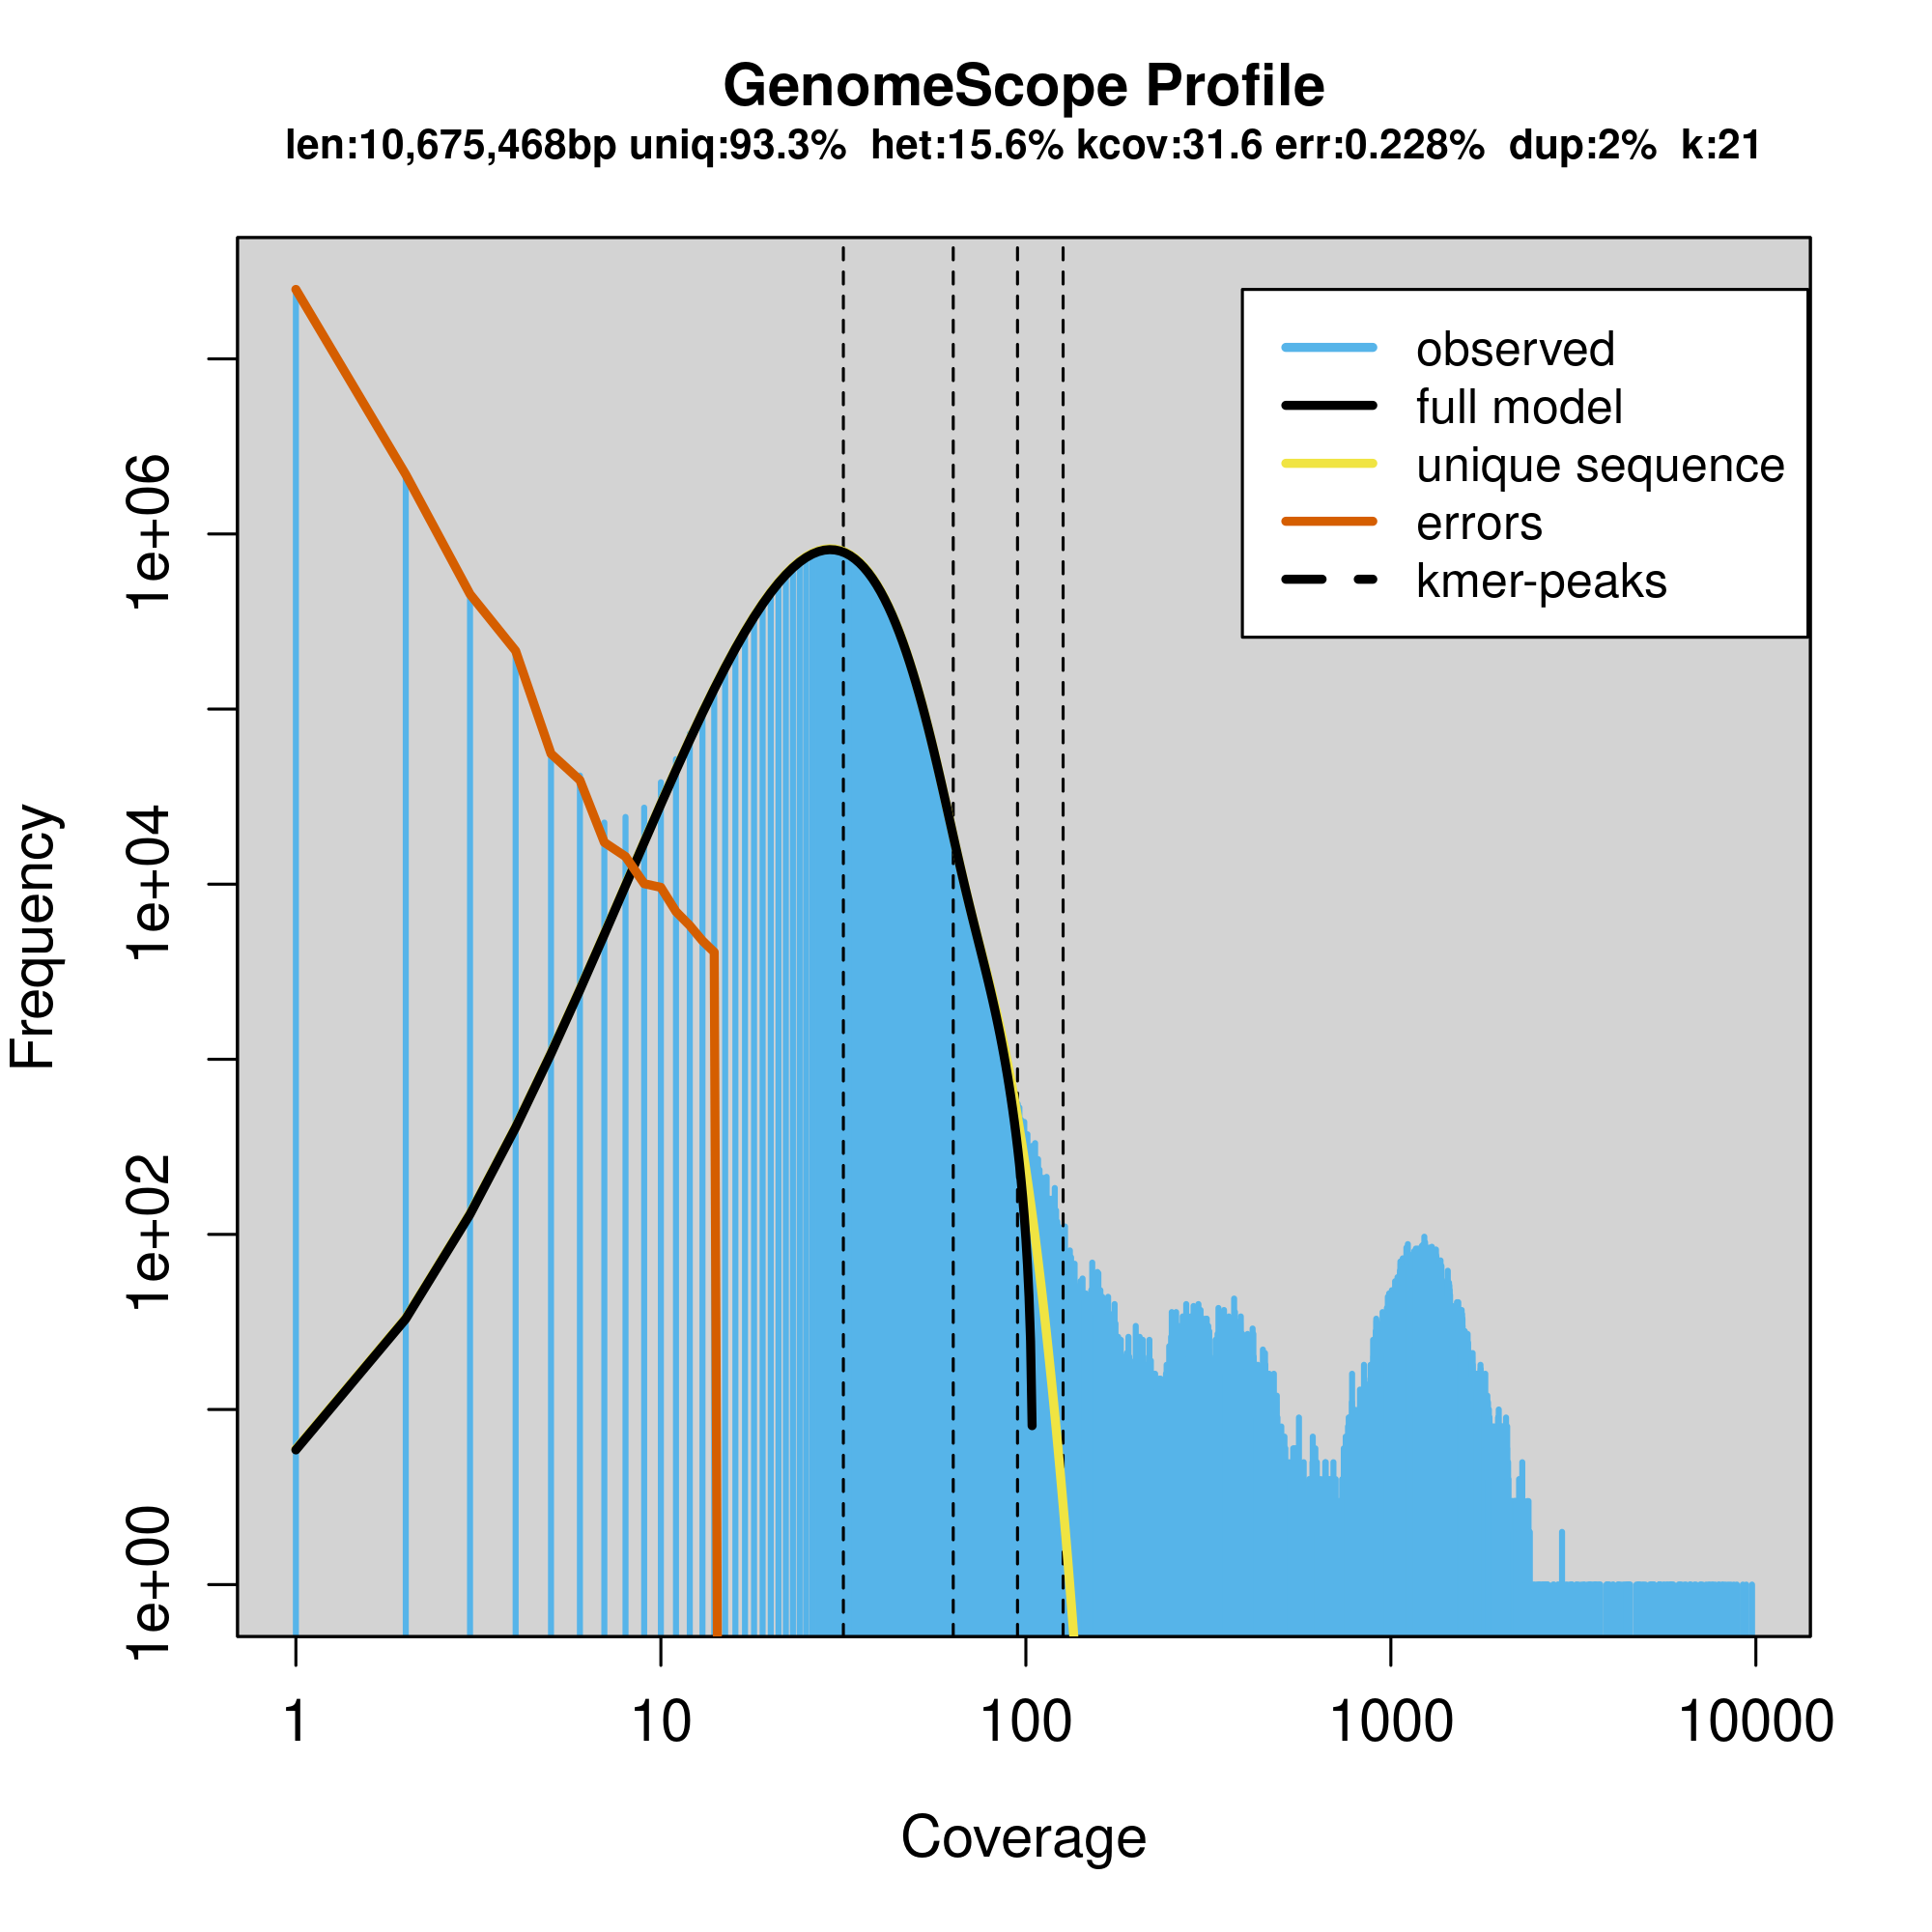 GenomeScope Profile
len:10,675,468bp uniq:93.3% het:15.6% kcov:31.6 err:0.228% dup:2% k:21
observed
full model
unique sequence
errors
kmer-peaks
Frequency
1e+06
1e+04
1e+02
1e+00
1 10 100 1000 10000
Coverage